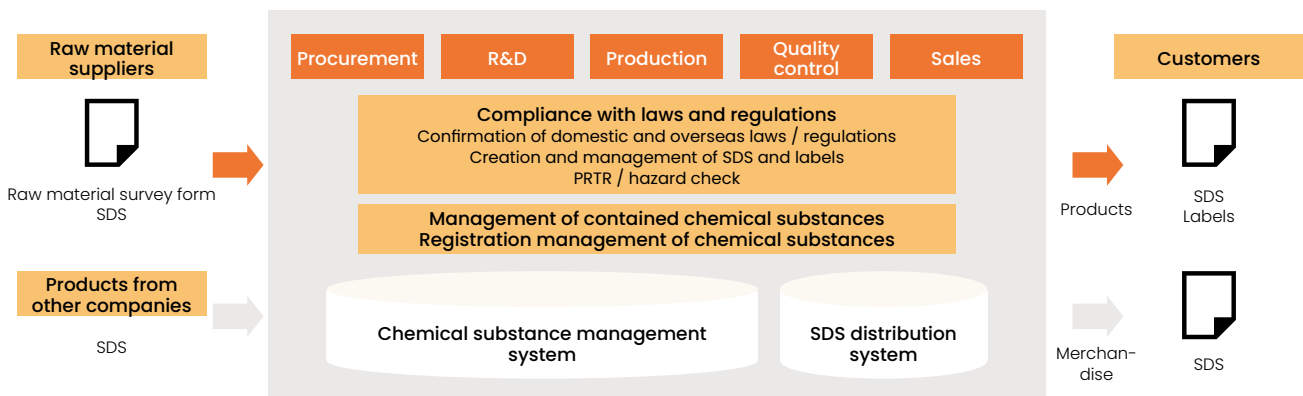 Raw material
suppliers
Raw material survey form
SDS
Products from
other companies
SDS
Procurement
R&D
Production
Quality
control
Sales
Compliance with laws and regulations
Confirmation of domestic and overseas laws / regulations
Creation and management of SDS and labels
PRTR / hazard check
Management of contained chemical substances
Registration management of chemical substances
Chemical substance management
system
SDS distribution
system
Customers
Products
SDS
Labels
Merchan-
dise
SDS